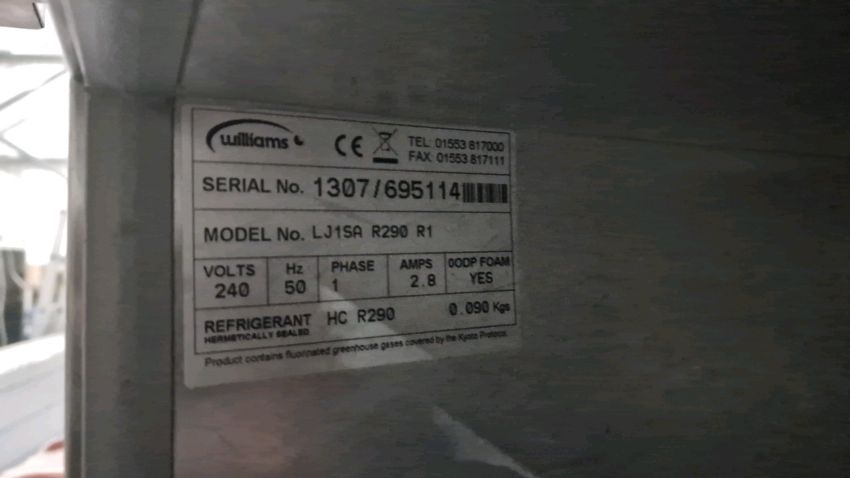 williams CE TEL: 01553 817000
FAX: 01553 817111
SERIAL No. 1307/695114
MODEL No. LJ1SA R290 R1
VOLTS Hz PHASE AMPS 0ODP FOAM
240 50 1 2.8 YES
REFRIGERANT HC R290 0.090 Kgs
HERMETICALLY SEALED
Product contains fluorinated greenhouse gases covered by the Kyoto Protocol.